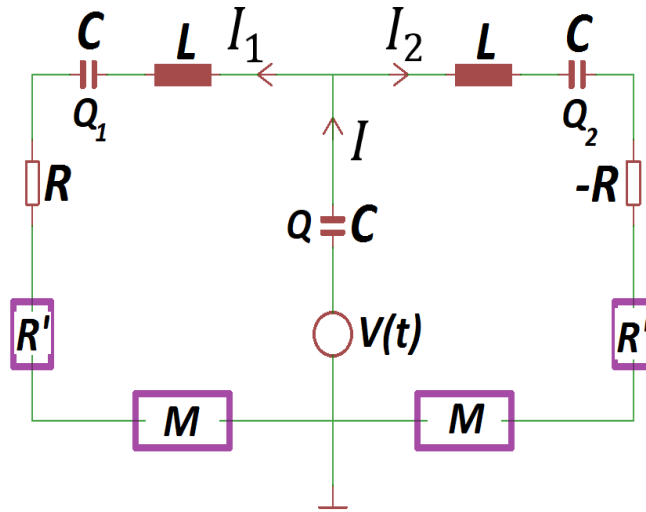 C L I₁ I₂ L C
Q₁ Q₂
I
R -R
Q C
R' V(t) R'
M M